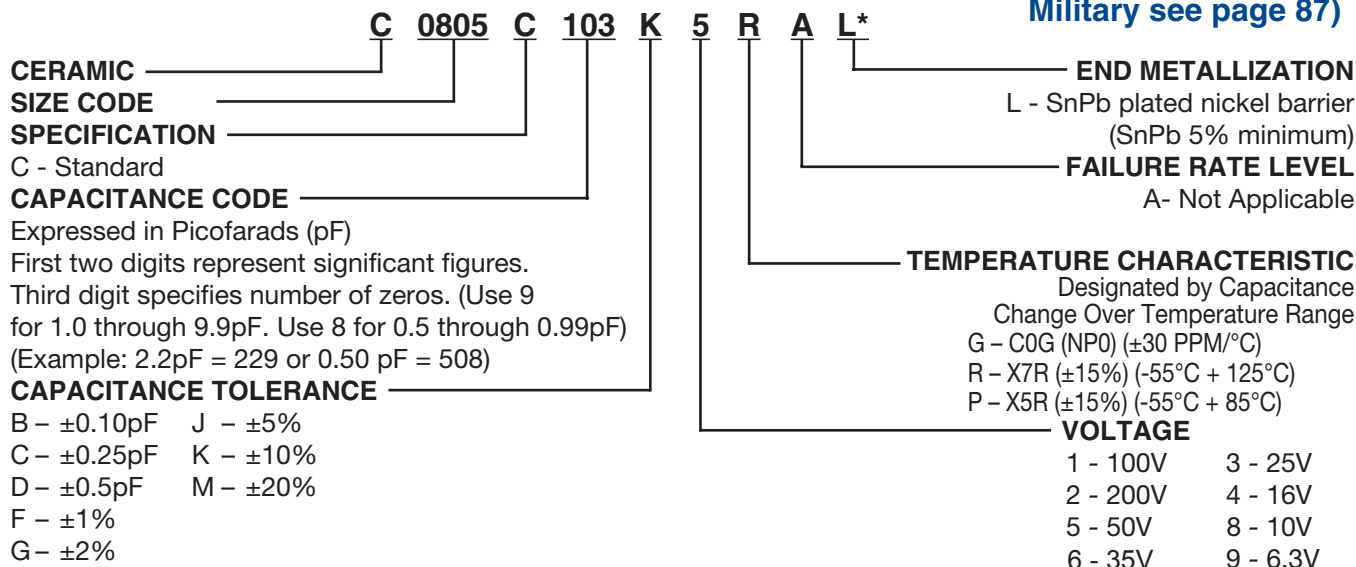 Military see page 87)
C 0805 C 103 K 5 R A L*
CERAMIC
SIZE CODE
SPECIFICATION
C - Standard
CAPACITANCE CODE
Expressed in Picofarads (pF)
First two digits represent significant figures.
Third digit specifies number of zeros. (Use 9
for 1.0 through 9.9pF. Use 8 for 0.5 through 0.99pF)
(Example: 2.2pF = 229 or 0.50 pF = 508)
CAPACITANCE TOLERANCE
B – ±0.10pF J – ±5%
C – ±0.25pF K – ±10%
D – ±0.5pF M – ±20%
F – ±1%
G – ±2%
END METALLIZATION
L - SnPb plated nickel barrier
(SnPb 5% minimum)
FAILURE RATE LEVEL
A- Not Applicable
TEMPERATURE CHARACTERISTIC
Designated by Capacitance
Change Over Temperature Range
G – C0G (NP0) (±30 PPM/°C)
R – X7R (±15%) (-55°C + 125°C)
P – X5R (±15%) (-55°C + 85°C)
VOLTAGE
1 - 100V 3 - 25V
2 - 200V 4 - 16V
5 - 50V 8 - 10V
6 - 35V 9 - 6.3V